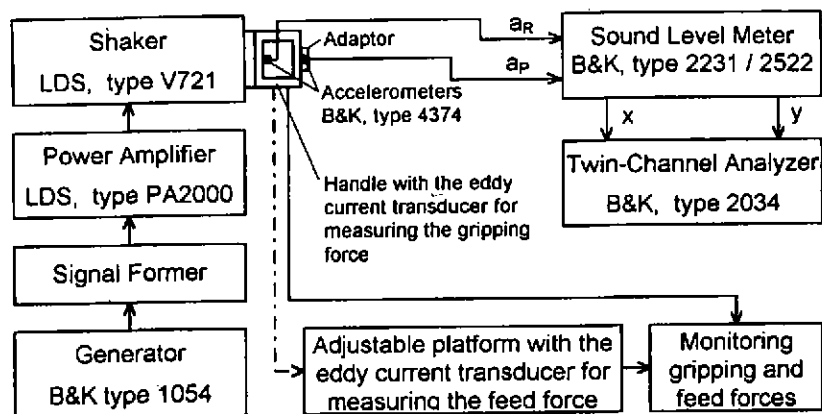 Shaker
LDS, type V721
Power Amplifier
LDS, type PA2000
Signal Former
Generator
B&K type 1054
Adaptor
Accelerometers
B&K, type 4374
Handle with the eddy
current transducer for
measuring the gripping
force
aR
aP
Sound Level Meter
B&K, type 2231 / 2522
x
y
Twin-Channel Analyzer
B&K, type 2034
Adjustable platform with the
eddy current transducer for
measuring the feed force
Monitoring
gripping and
feed forces